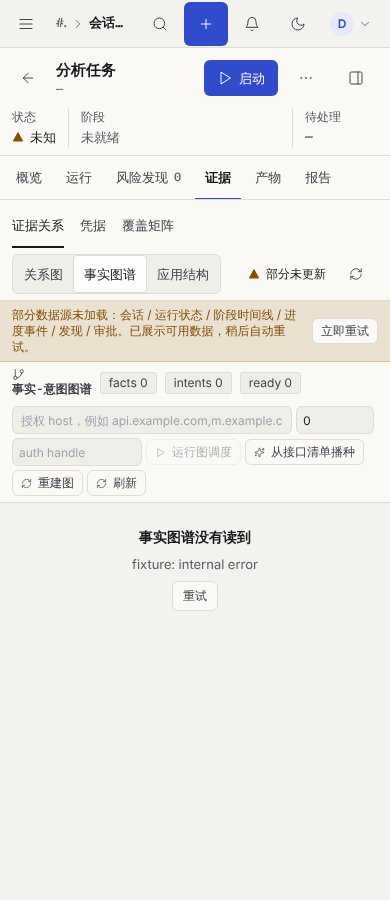 #. > 会话…
D
分析任务
—
启动
状态
未知
阶段
未就绪
待处理
—
概览 运行 风险发现 0 证据 产物 报告
证据关系 凭据 覆盖矩阵
关系图 事实图谱 应用结构 部分未更新
部分数据源未加载：会话 / 运行状态 / 阶段时间线 / 进
度事件 / 发现 / 审批。已展示可用数据，稍后自动重
试。
立即重试
事实-意图图谱 facts 0 intents 0 ready 0
授权 host，例如 api.example.com,m.example.c 0
auth handle 运行图调度 从接口清单播种
重建图 刷新
事实图谱没有读到
fixture: internal error
重试